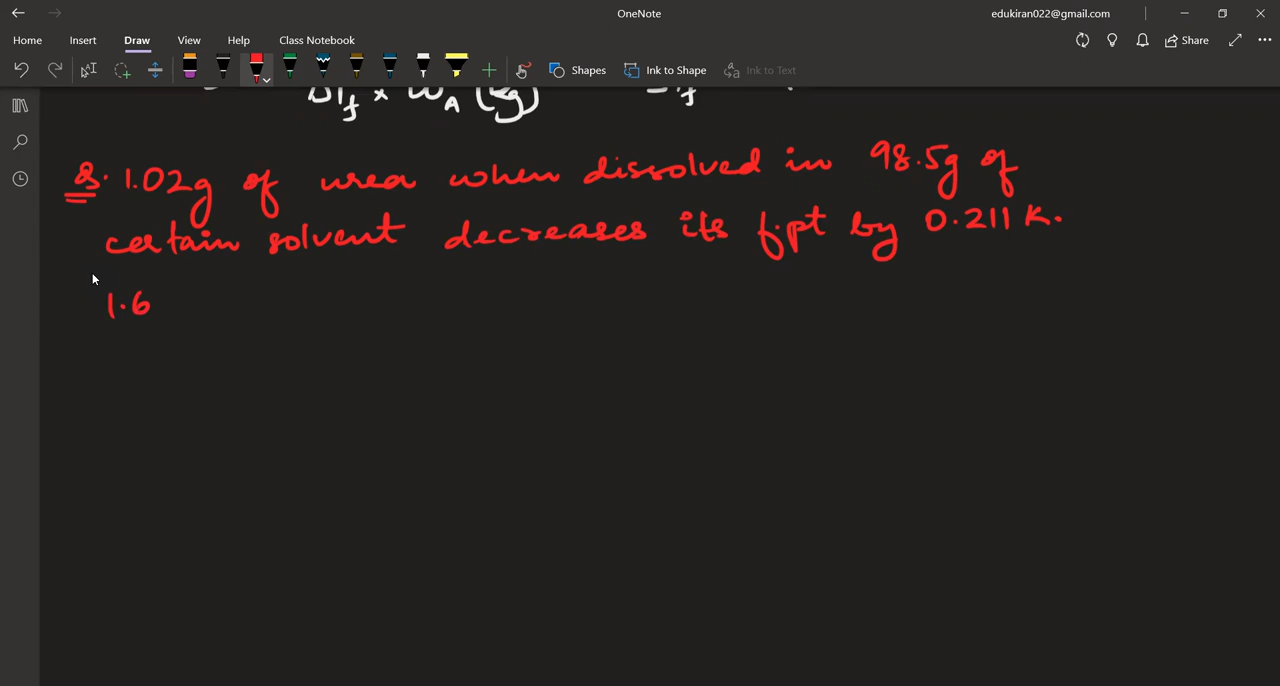 OneNote
edukiran022@gmail.com
Home Insert Draw View Help Class Notebook
Share
Shapes Ink to Shape Ink to Text
× W_A (kg)
Q. 1.02g of urea when dissolved in 98.5g of
certain solvent decreases its f.pt by 0.211 K.
1.6